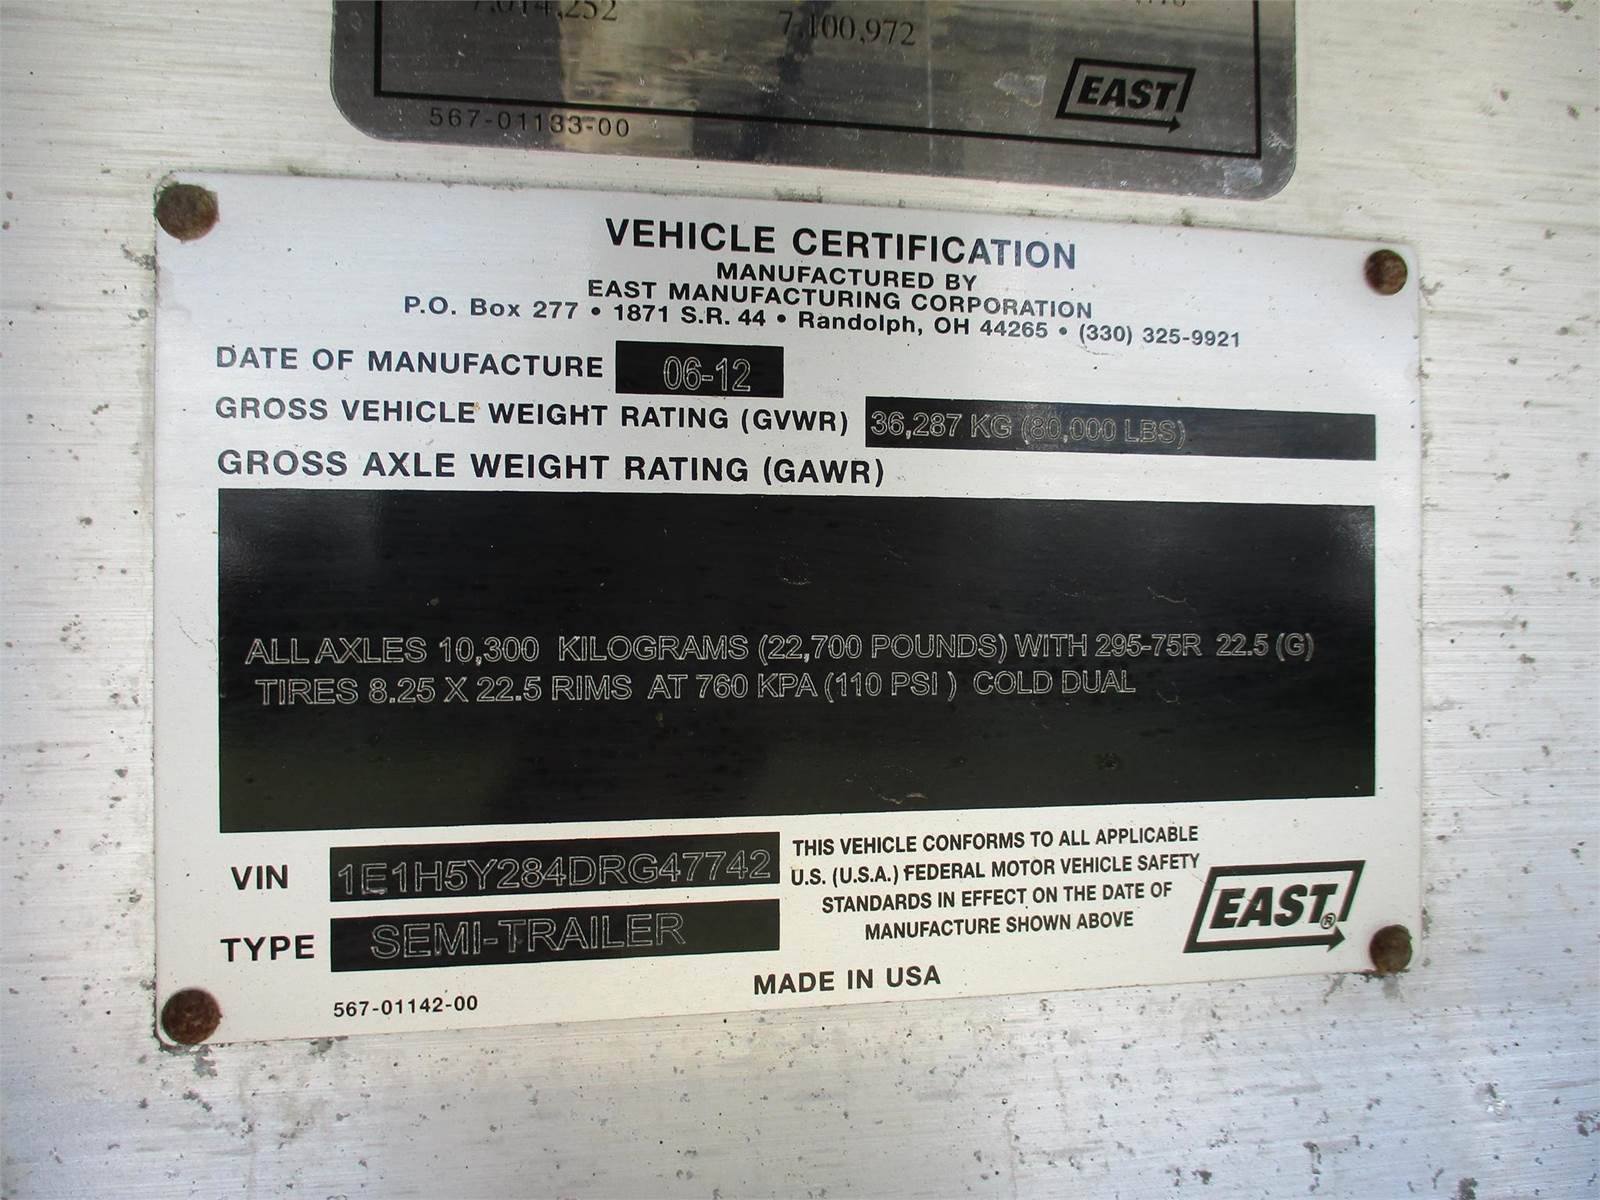 7,014,252
7,100,972
EAST
567-01133-00
VEHICLE CERTIFICATION
MANUFACTURED BY
EAST MANUFACTURING CORPORATION
P.O. Box 277 • 1871 S.R. 44 • Randolph, OH 44265 • (330) 325-9921
DATE OF MANUFACTURE 06-12
GROSS VEHICLE WEIGHT RATING (GVWR) 36,287 KG (80,000 LBS)
GROSS AXLE WEIGHT RATING (GAWR)
ALL AXLES 10,300 KILOGRAMS (22,700 POUNDS) WITH 295-75R 22.5 (G)
TIRES 8.25 X 22.5 RIMS AT 760 KPA (110 PSI ) COLD DUAL
VIN 1E1H5Y284DRG47742
TYPE SEMI-TRAILER
THIS VEHICLE CONFORMS TO ALL APPLICABLE
U.S. (U.S.A.) FEDERAL MOTOR VEHICLE SAFETY
STANDARDS IN EFFECT ON THE DATE OF
MANUFACTURE SHOWN ABOVE
EAST®
MADE IN USA
567-01142-00